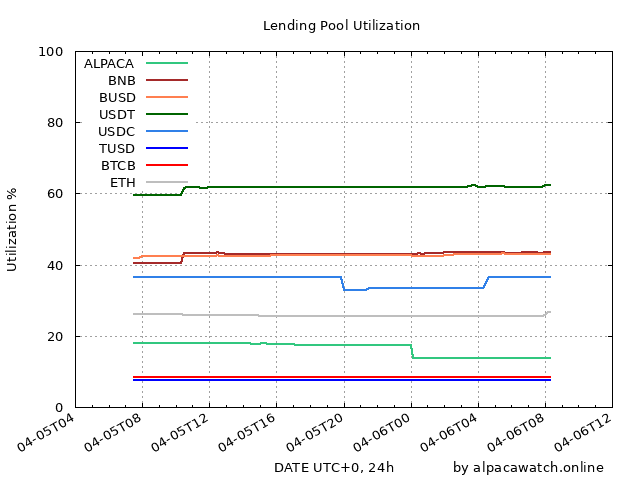 Lending Pool Utilization
Utilization %
100
80
60
40
20
0
ALPACA
BNB
BUSD
USDT
USDC
TUSD
BTCB
ETH
04-05T04
04-05T08
04-05T12
04-05T16
04-05T20
04-06T00
04-06T04
04-06T08
04-06T12
DATE UTC+0, 24h
by alpacawatch.online